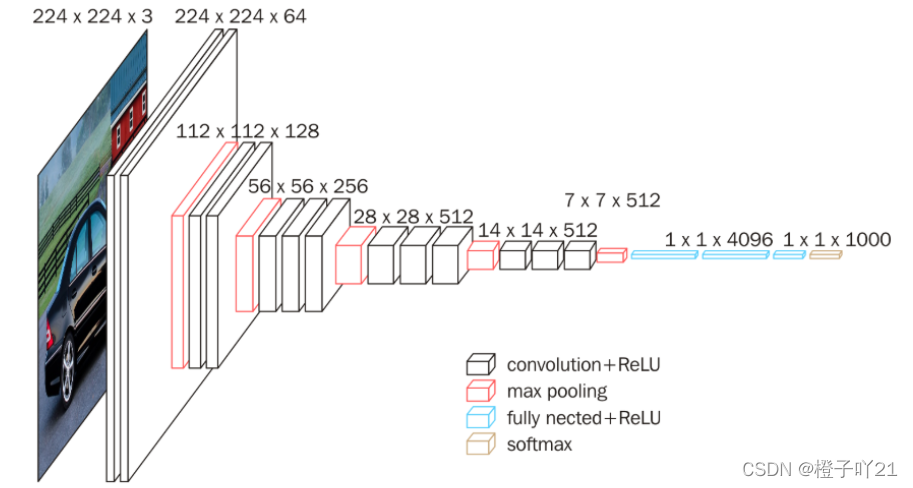 224 x 224 x 3
224 x 224 x 64
112 x 112 x 128
56 x 56 x 256
28 x 28 x 512
14 x 14 x 512
7 x 7 x 512
1 x 1 x 4096
1 x 1 x 1000
convolution+ReLU
max pooling
fully nected+ReLU
softmax
CSDN @橙子吖21